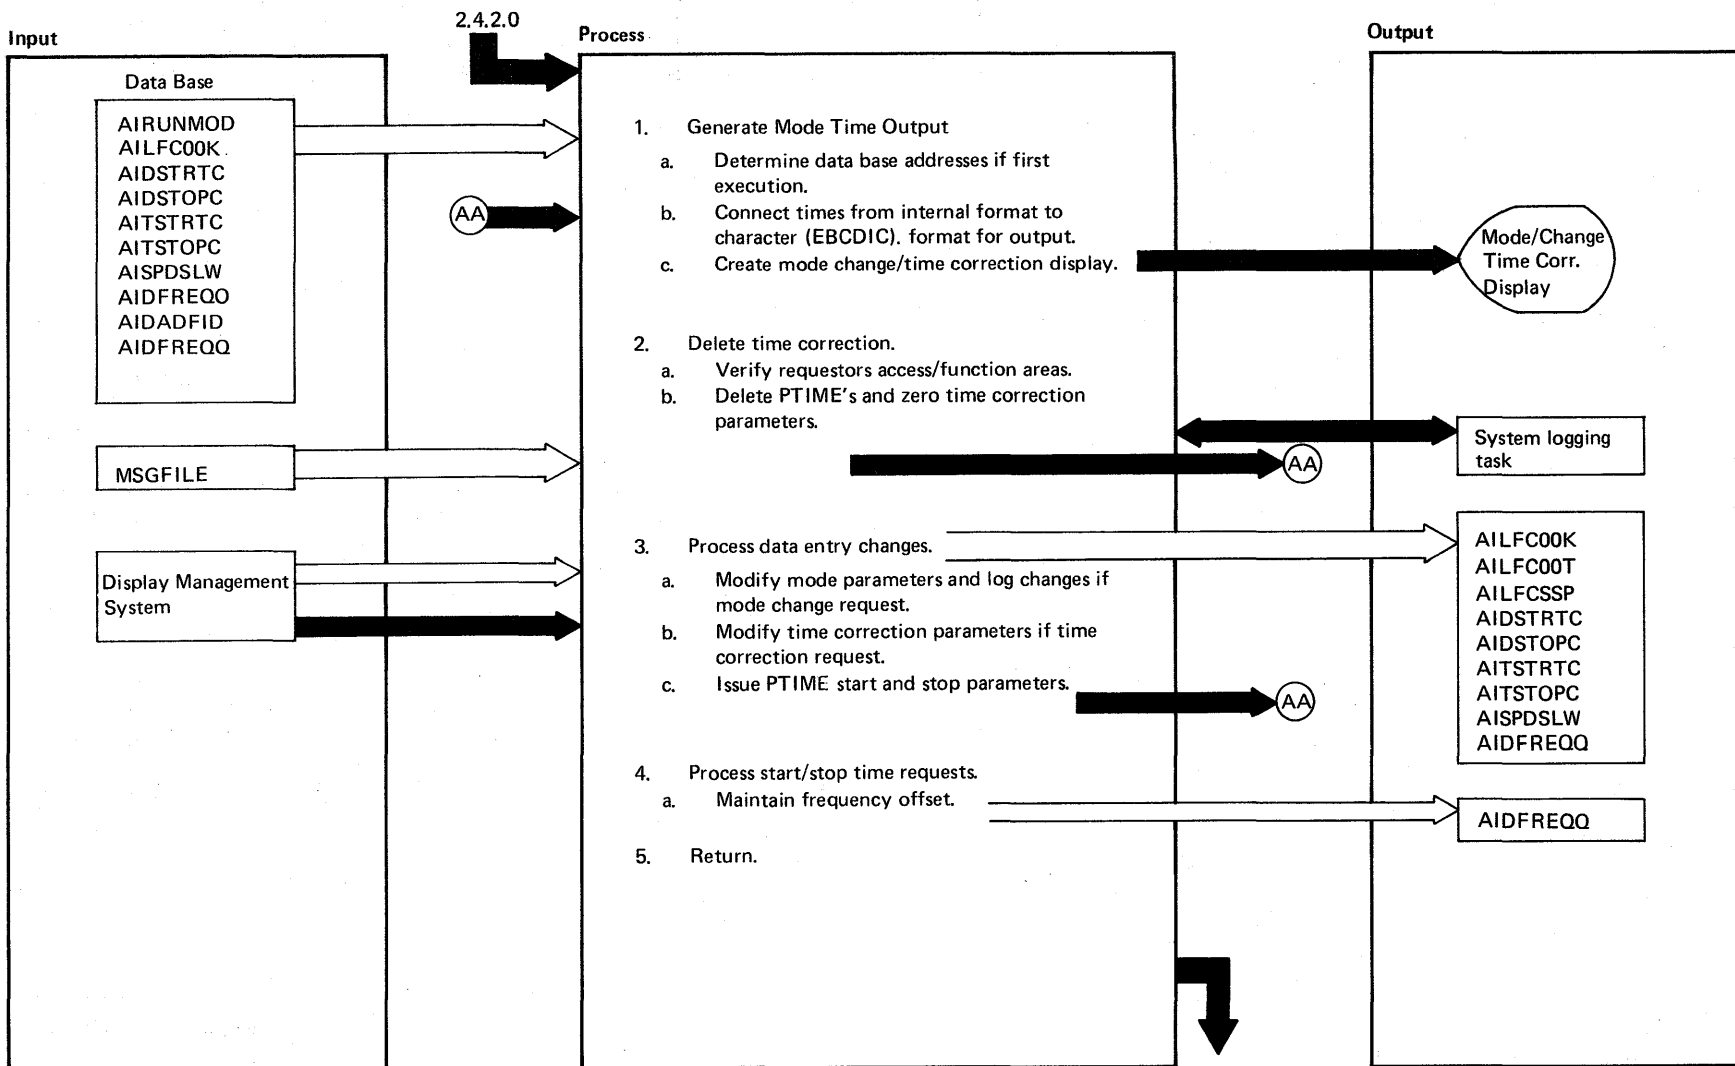 2.4.2.0
Input
Process
Output
Data Base
AIRUNMOD
AILFC00K
AIDSTRTC
AIDSTOPC
AITSTRTC
AITSTOPC
AISPDSLW
AIDFREQO
AIDADFID
AIDFREQQ
AA
MSGFILE
Display Management
System
1. Generate Mode Time Output
a. Determine data base addresses if first
execution.
b. Connect times from internal format to
character (EBCDIC). format for output.
c. Create mode change/time correction display.
2. Delete time correction.
a. Verify requestors access/function areas.
b. Delete PTIME's and zero time correction
parameters.
AA
3. Process data entry changes.
a. Modify mode parameters and log changes if
mode change request.
b. Modify time correction parameters if time
correction request.
c. Issue PTIME start and stop parameters.
AA
4. Process start/stop time requests.
a. Maintain frequency offset.
5. Return.
Mode/Change
Time Corr.
Display
System logging
task
AILFC00K
AILFC00T
AILFCSSP
AIDSTRTC
AIDSTOPC
AITSTRTC
AITSTOPC
AISPDSLW
AIDFREQQ
AIDFREQQ